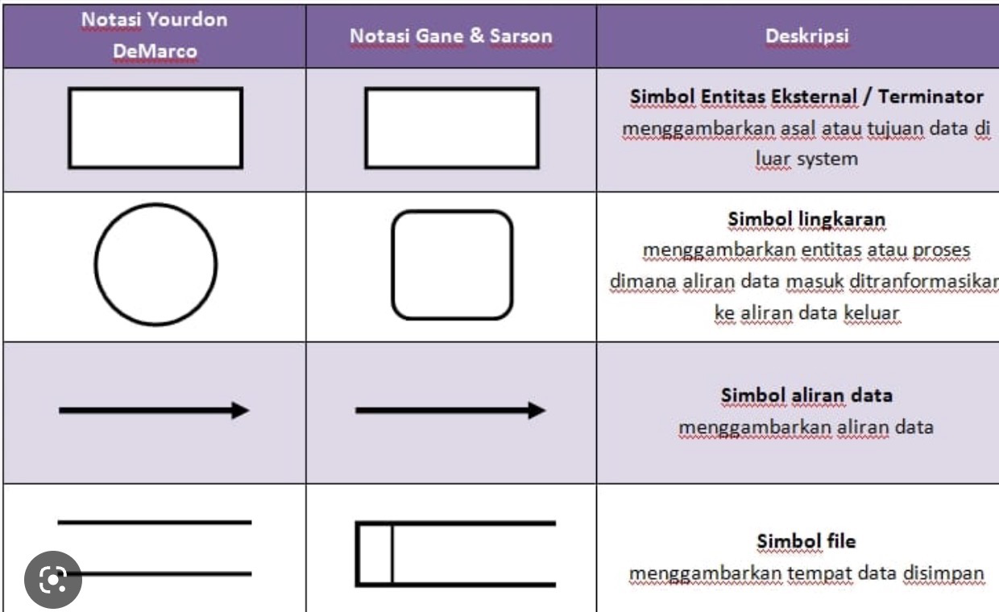 Notasi Yourdon
DeMarco
Notasi Gane & Sarson
Deskripsi
Simbol Entitas Eksternal / Terminator
menggambarkan asal atau tujuan data di
luar system
Simbol lingkaran
menggambarkan entitas atau proses
dimana aliran data masuk ditranformasikan
ke aliran data keluar
Simbol aliran data
menggambarkan aliran data
Simbol file
menggambarkan tempat data disimpan